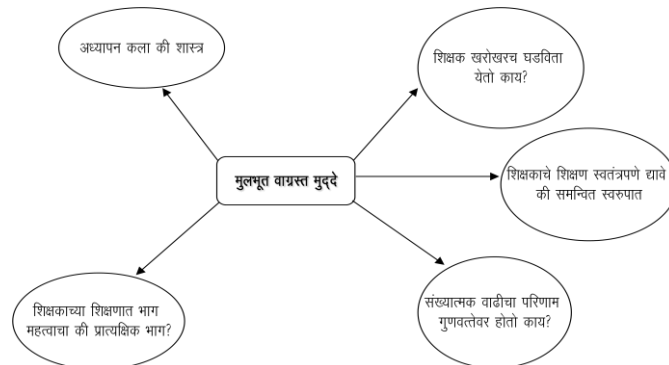 अध्यापन कला की शास्त्र
शिक्षक खरोखरच घडविता
येतो काय?
मुलभूत वाग्रस्त मुद्‌दे
शिक्षकाचे शिक्षण स्वतंत्रपणे द्यावे
की समन्वित स्वरुपात
शिक्षकाच्या शिक्षणात भाग
महत्वाचा की प्रात्यक्षिक भाग?
संख्यात्मक वाढीचा परिणाम
गुणवत्तेवर होतो काय?